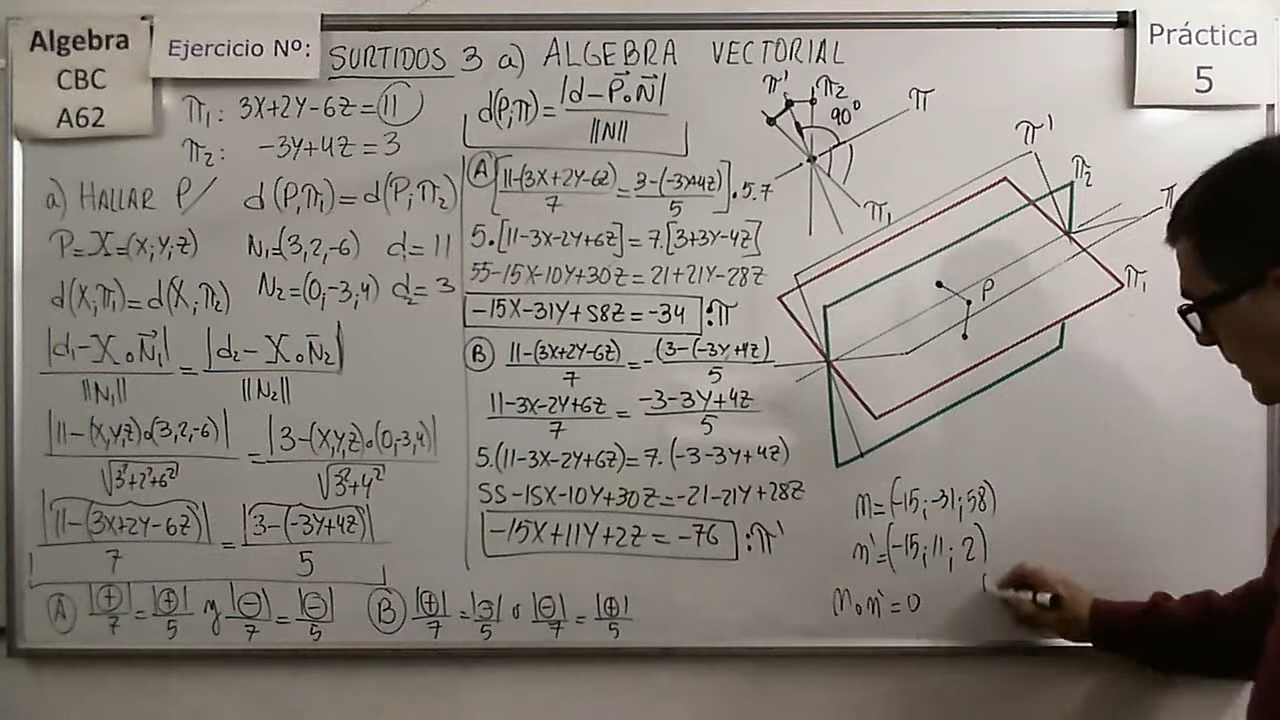 Algebra
CBC
A62
Ejercicio Nº:
SURTIDOS 3 a) ALGEBRA VECTORIAL
Práctica
5
π₁: 3X+2Y-6Z=11
π₂: -3Y+4Z=3
a) HALLAR P/ d(P,π₁)=d(P;π₂)
P=X=(X;Y;Z) N₁=(3,2,-6) d=11
d(X,π₁)=d(X,π₂) N₂=(0,-3,4) d₂=3
|d₁-X∘N⃗₁| / ||N₁|| = |d₂-X∘N⃗₂| / ||N₂||
|11-(X,Y,Z)∘(3,2,-6)| / √3²+2²+6² = |3-(X,Y,Z)∘(0,-3,4)| / √3²+4²
|11-(3X+2Y-6Z)| / 7 = |3-(-3Y+4Z)| / 5
A |⊕|/7 = |⊕|/5 y |⊖|/7 = |⊖|/5 B |⊕|/7 = |⊖|/5 o |⊖|/7 = |⊕|/5
d(P;π)= |d-P⃗∘N⃗| / ||N||
A [11-(3X+2Y-6Z) / 7 = 3-(-3Y+4Z) / 5].5.7
5.[11-3X-2Y+6Z]=7.[3+3Y-4Z]
55-15X-10Y+30Z=21+21Y-28Z
-15X-31Y+58Z=-34 :π
B 11-(3X+2Y-6Z) / 7 = -(3-(-3Y+4Z) / 5
11-3X-2Y+6Z / 7 = -3-3Y+4Z / 5
5.(11-3X-2Y+6Z)=7.(-3-3Y+4Z)
55-15X-10Y+30Z=-21-21Y+28Z
-15X+11Y+2Z=-76 :π'
π' π₂
90°
π
π₁
π'
π₂
π
π₁
P
n=(-15;-31;58)
n'=(-15;11;2)
n∘n'=0